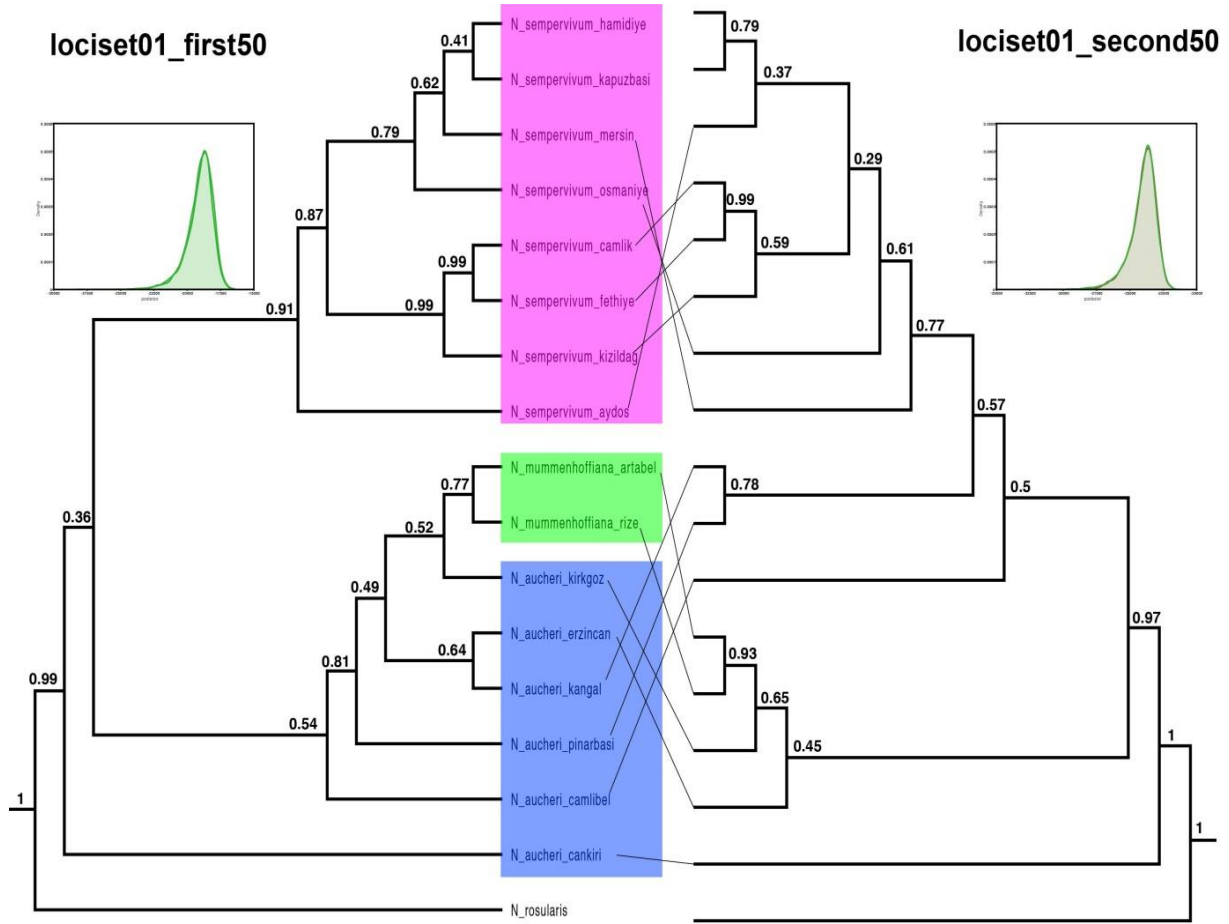 lociset01_first50
lociset01_second50
N_sempervivum_hamidiye
N_sempervivum_kapuzbasi
N_sempervivum_mersin
N_sempervivum_osmaniye
N_sempervivum_camlik
N_sempervivum_fethiye
N_sempervivum_kizildag
N_sempervivum_aydos
N_mummenhoffiana_artabel
N_mummenhoffiana_rize
N_aucheri_kirkgoz
N_aucheri_erzincan
N_aucheri_kangal
N_aucheri_pinarbasi
N_aucheri_camlibel
N_aucheri_cankiri
N_rosularis
0.41
0.62
0.79
0.87
0.99
0.99
0.91
0.77
0.52
0.49
0.64
0.81
0.54
0.36
0.99
1
0.79
0.37
0.29
0.99
0.59
0.61
0.77
0.57
0.78
0.5
0.93
0.65
0.45
0.97
1
1
Density
posterior
Density
posterior